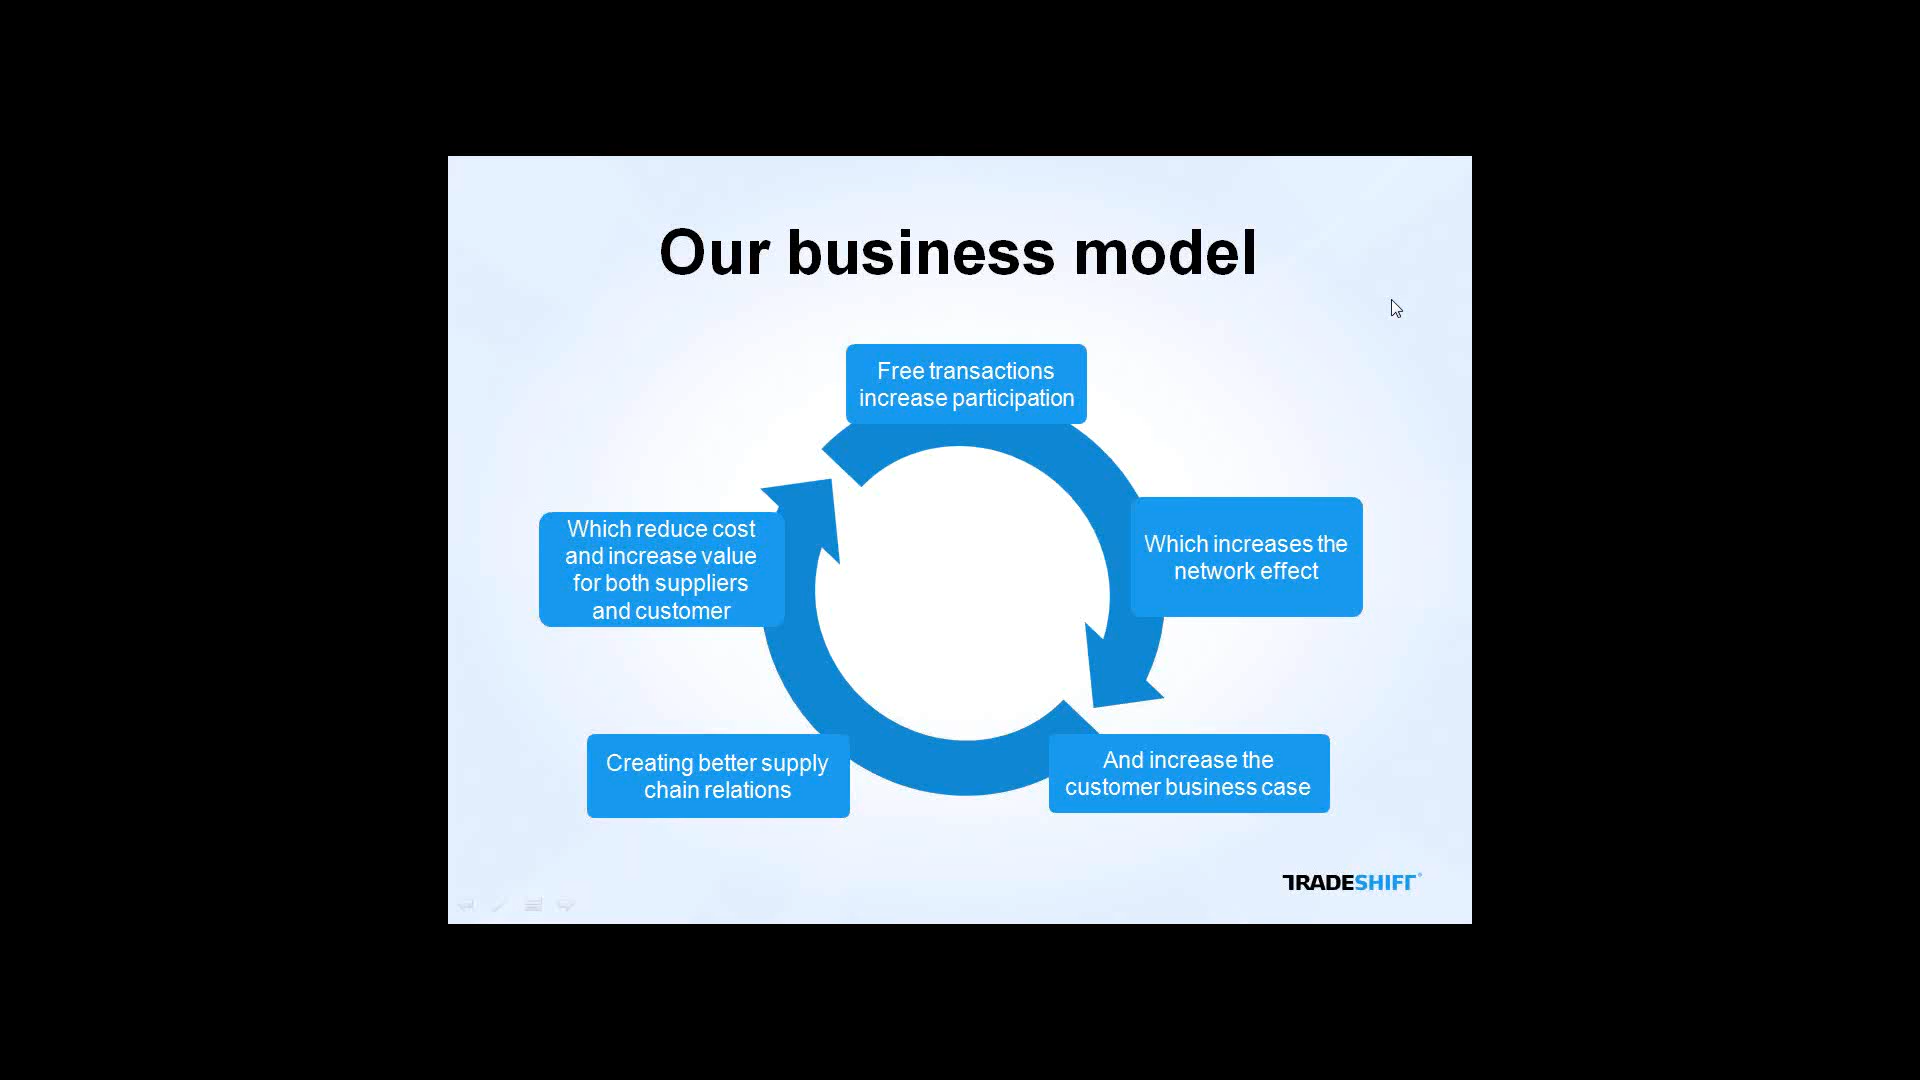 Our business model
Free transactions
increase participation
Which increases the
network effect
And increase the
customer business case
Creating better supply
chain relations
Which reduce cost
and increase value
for both suppliers
and customer
TRADESHIFT